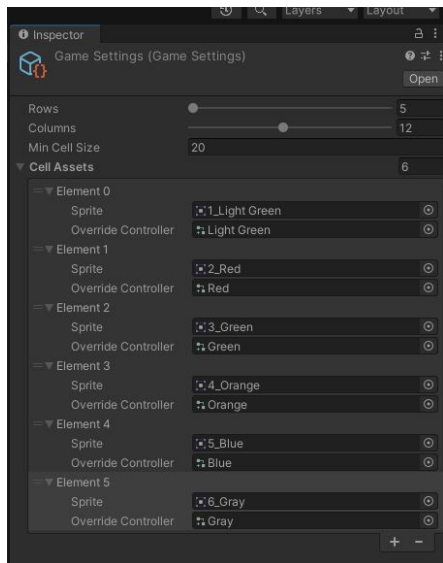 Layers Layout
Inspector
Game Settings (Game Settings)
Open
Rows 5
Columns 12
Min Cell Size 20
Cell Assets 6
Element 0
Sprite 1_Light Green
Override Controller Light Green
Element 1
Sprite 2_Red
Override Controller Red
Element 2
Sprite 3_Green
Override Controller Green
Element 3
Sprite 4_Orange
Override Controller Orange
Element 4
Sprite 5_Blue
Override Controller Blue
Element 5
Sprite 6_Gray
Override Controller Gray
+ -